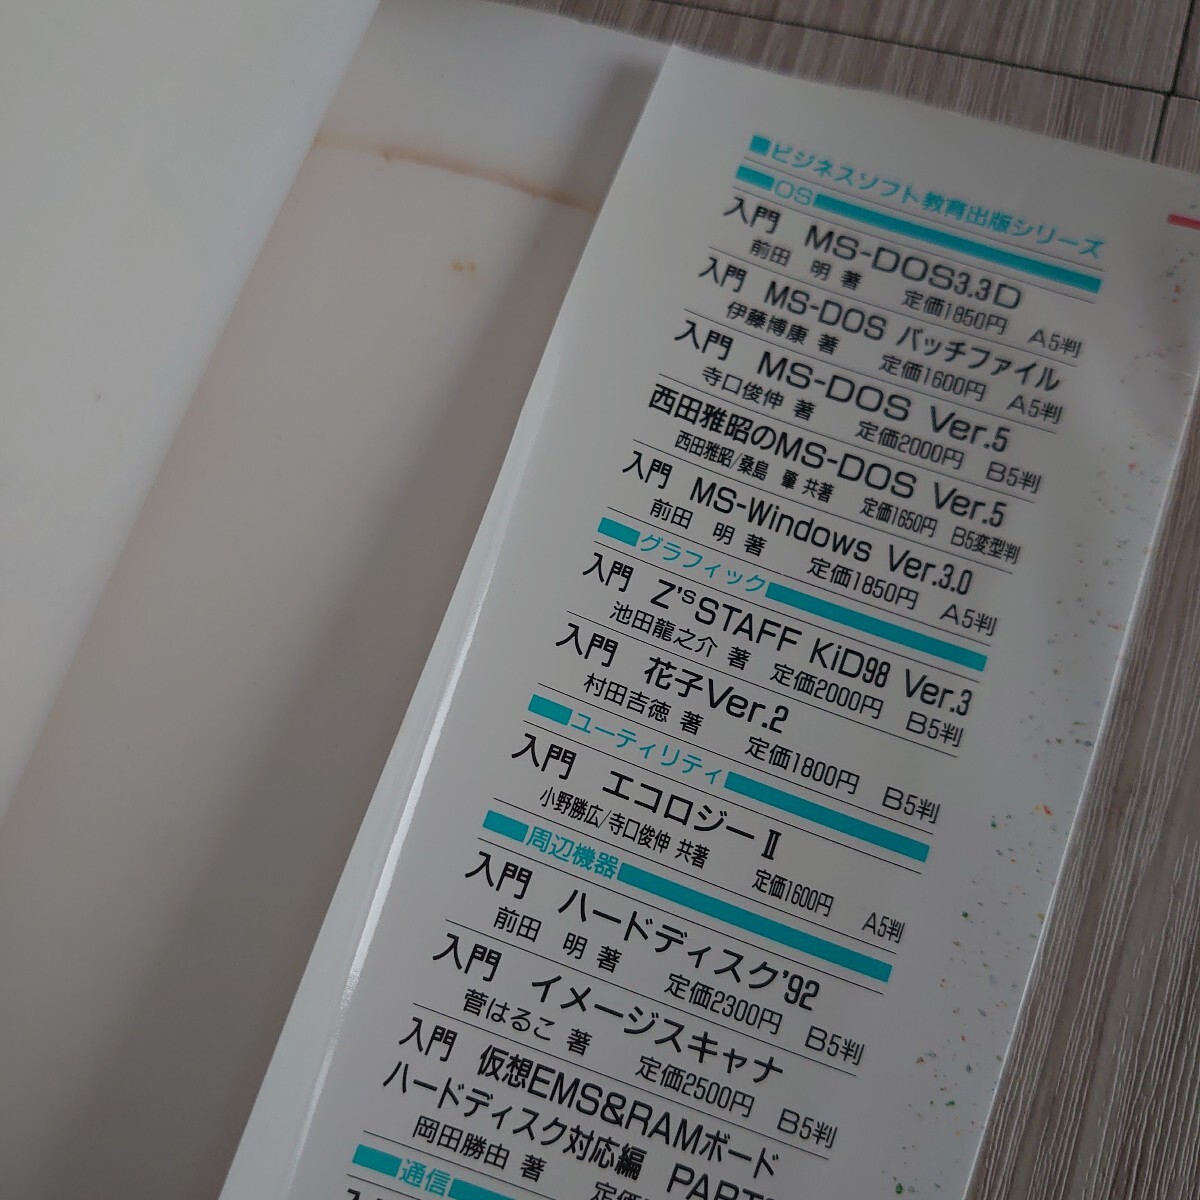 ビジネスソフト教育出版シリーズ
OS
入門 MS-DOS3.3D
前田 明 著 定価1850円 A5判
入門 MS-DOS バッチファイル
伊藤博康 著 定価1600円 A5判
入門 MS-DOS Ver.5
寺口俊伸 著 定価2000円 B5判
西田雅昭のMS-DOS Ver.5
西田雅昭/桑島 肇 共著 定価1650円 B5変型判
入門 MS-Windows Ver.3.0
前田 明 著 定価1850円 A5判
グラフィック
入門 Z'sSTAFF KiD98 Ver.3
池田龍之介 著 定価2000円 B5判
入門 花子Ver.2
村田吉徳 著 定価1800円 B5判
ユーティリティ
入門 エコロジーⅡ
小野勝広/寺口俊伸 共著 定価1600円 A5判
周辺機器
入門 ハードディスク'92
前田 明 著 定価2300円 B5判
入門 イメージスキャナ
菅はるこ 著 定価2500円 B5判
入門 仮想EMS&RAMボード
ハードディスク対応編 PART
岡田勝由 著 定価
通信